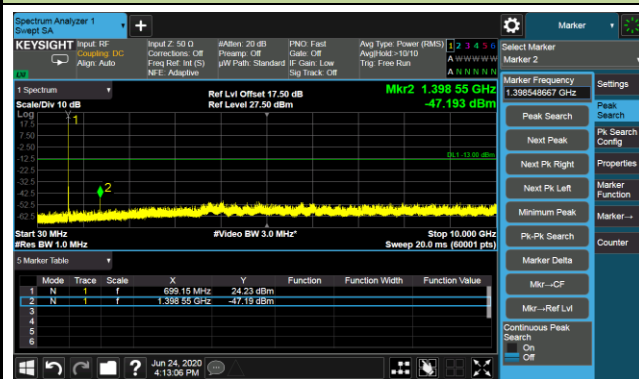 Spectrum Analyzer 1
Swept SA
+
Marker
KEYSIGHT
Input: RF
Coupling: DC
Align: Auto
Input Z: 50 Ω
Corrections: Off
Freq Ref: Int (S)
NFE: Adaptive
#Atten: 20 dB
Preamp: Off
µW Path: Standard
PNO: Fast
Gate: Off
IF Gain: Low
Sig Track: Off
Avg Type: Power (RMS)
Avg|Hold:>10/10
Trig: Free Run
1 2 3 4 5 6
A W W W W W
A N N N N N
Select Marker
Marker 2
1 Spectrum
Scale/Div 10 dB
Log
Ref Lvl Offset 17.50 dB
Ref Level 27.50 dBm
Mkr2 1.398 55 GHz
-47.193 dBm
17.5
7.50
-2.50
-12.5
-22.5
-32.5
-42.5
-52.5
-62.5
1
2
DL1 -13.00 dBm
Start 30 MHz
#Res BW 1.0 MHz
#Video BW 3.0 MHz*
Stop 10.000 GHz
Sweep 20.0 ms (60001 pts)
5 Marker Table
Mode Trace Scale X Y Function Function Width Function Value
1 N 1 f 699.15 MHz 24.23 dBm
2 N 1 f 1.398 55 GHz -47.19 dBm
3
4
5
6
Marker Frequency
1.398548667 GHz
Peak Search
Next Peak
Next Pk Right
Next Pk Left
Minimum Peak
Pk-Pk Search
Marker Delta
Mkr→CF
Mkr→Ref Lvl
Continuous Peak
Search
On
Off
Settings
Peak
Search
Pk Search
Config
Properties
Marker
Function
Marker→
Counter
?
Jun 24, 2020
4:13:06 PM